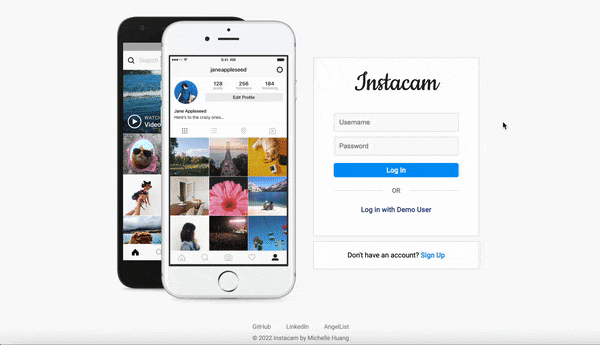 Search
WATCH
Video
9:41 AM
janeappleseed
128
256
184
posts
followers
following
Edit Profile
Jane Appleseed
Here's to the crazy ones...
Instacam
Username
Password
Log In
OR
Log in with Demo User
Don't have an account? Sign Up
GitHub LinkedIn AngelList
© 2022 Instacam by Michelle Huang